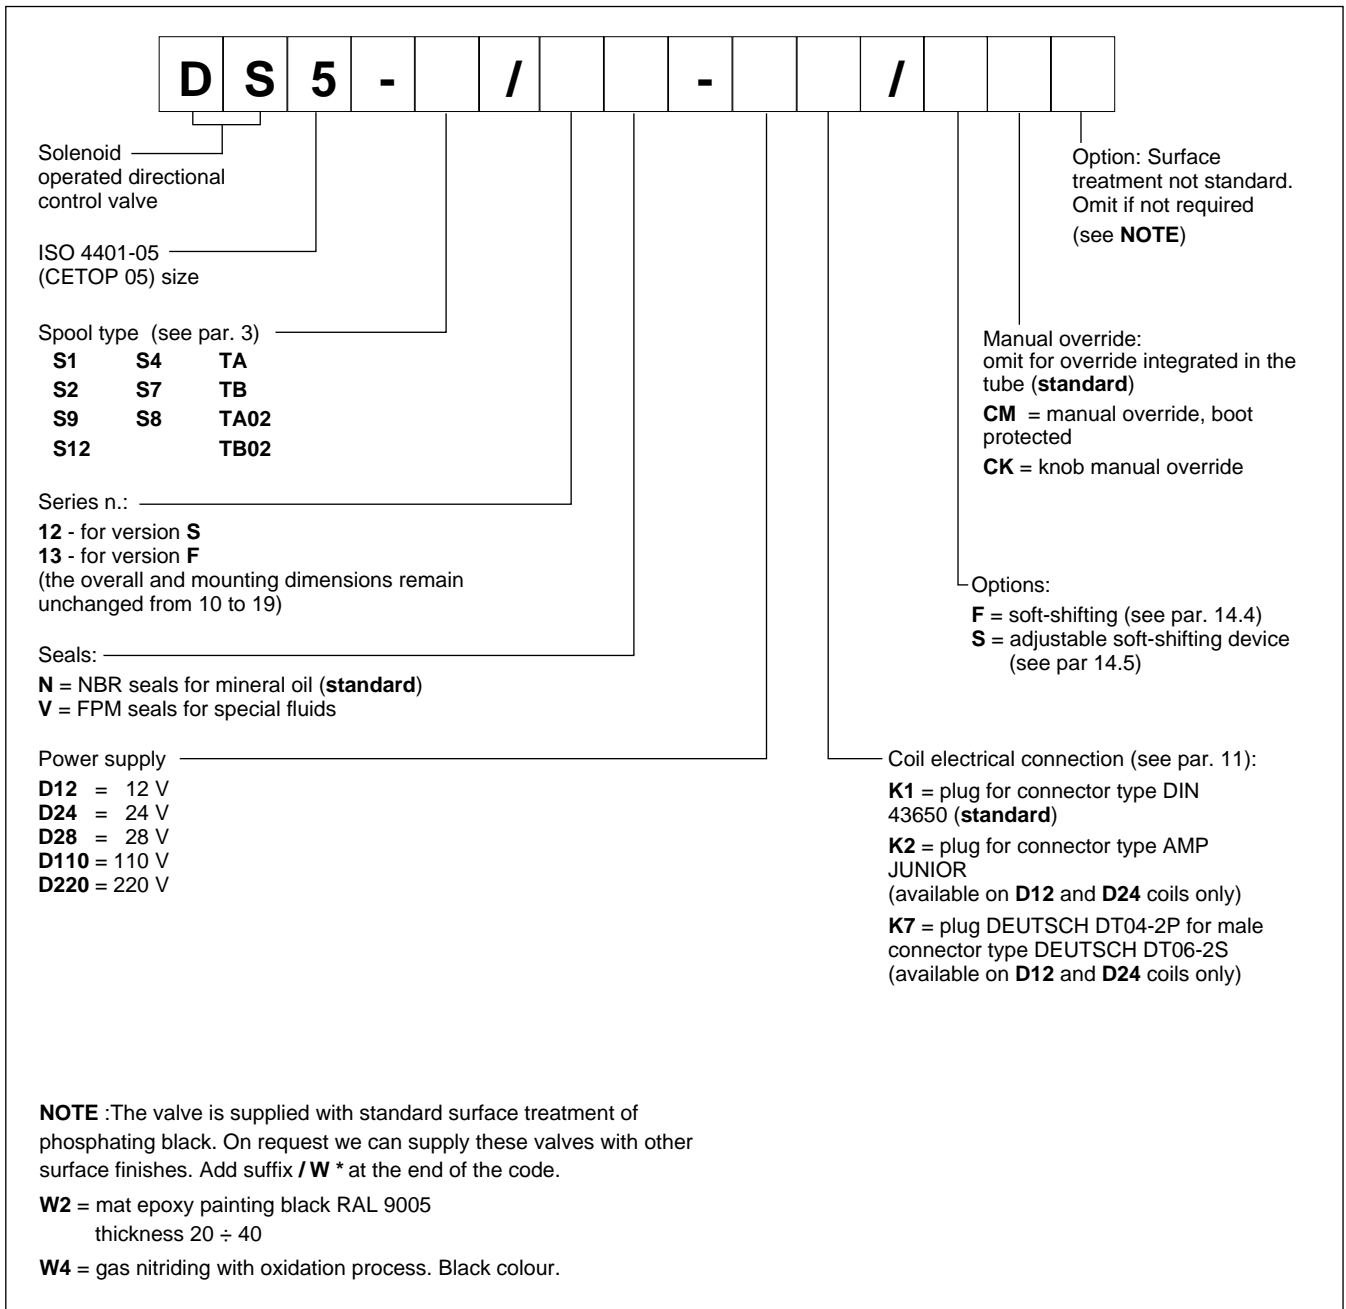 D S 5 - / - /
Solenoid
operated directional
control valve
ISO 4401-05
(CETOP 05) size
Spool type (see par. 3)
S1 S4 TA
S2 S7 TB
S9 S8 TA02
S12 TB02
Series n.:
12 - for version S
13 - for version F
(the overall and mounting dimensions remain
unchanged from 10 to 19)
Seals:
N = NBR seals for mineral oil (standard)
V = FPM seals for special fluids
Power supply
D12 = 12 V
D24 = 24 V
D28 = 28 V
D110 = 110 V
D220 = 220 V
Option: Surface
treatment not standard.
Omit if not required
(see NOTE)
Manual override:
omit for override integrated in the
tube (standard)
CM = manual override, boot
protected
CK = knob manual override
Options:
F = soft-shifting (see par. 14.4)
S = adjustable soft-shifting device
(see par 14.5)
Coil electrical connection (see par. 11):
K1 = plug for connector type DIN
43650 (standard)
K2 = plug for connector type AMP
JUNIOR
(available on D12 and D24 coils only)
K7 = plug DEUTSCH DT04-2P for male
connector type DEUTSCH DT06-2S
(available on D12 and D24 coils only)
NOTE :The valve is supplied with standard surface treatment of
phosphating black. On request we can supply these valves with other
surface finishes. Add suffix / W * at the end of the code.
W2 = mat epoxy painting black RAL 9005
thickness 20 ÷ 40
W4 = gas nitriding with oxidation process. Black colour.